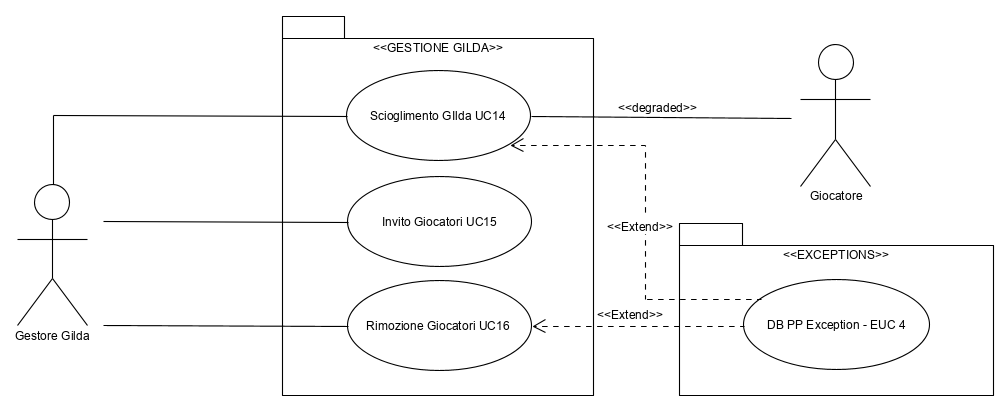 <<GESTIONE GILDA>>
Scioglimento GIlda UC14
<<degraded>>
Giocatore
Invito Giocatori UC15
<<Extend>>
<<EXCEPTIONS>>
Gestore Gilda
Rimozione Giocatori UC16
<<Extend>>
DB PP Exception - EUC 4